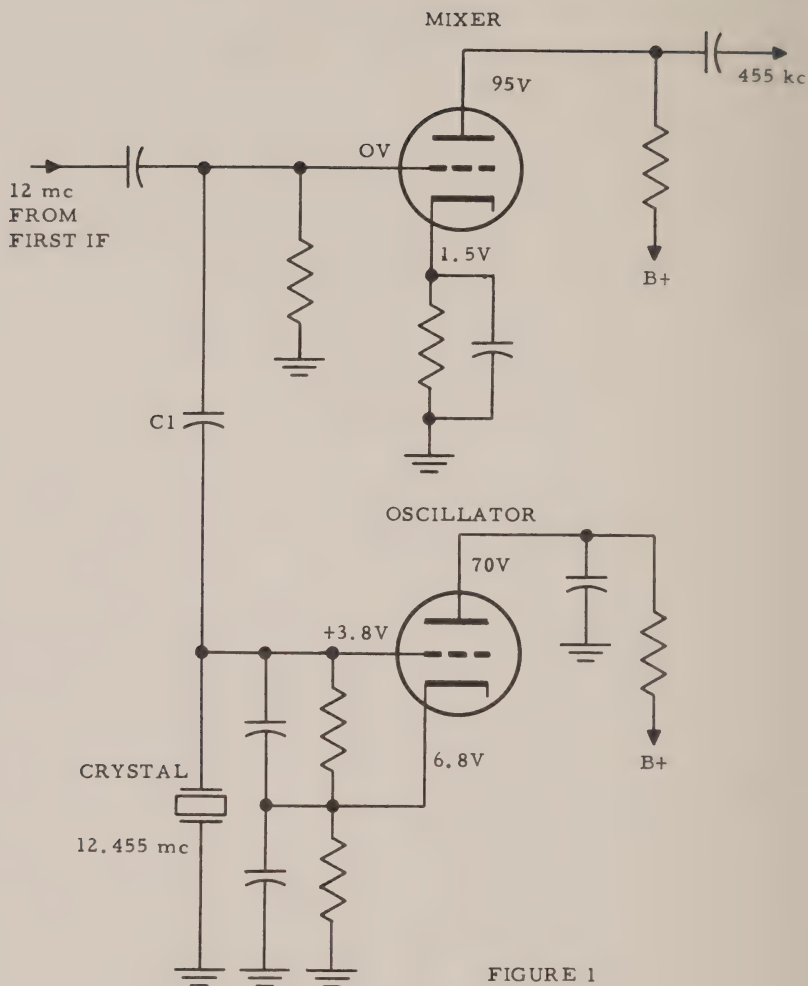 MIXER
95V
455 kc
OV
12 mc
FROM
FIRST IF
1.5V
B+
C1
OSCILLATOR
70V
+3.8V
6.8V
B+
CRYSTAL
12.455 mc
FIGURE 1